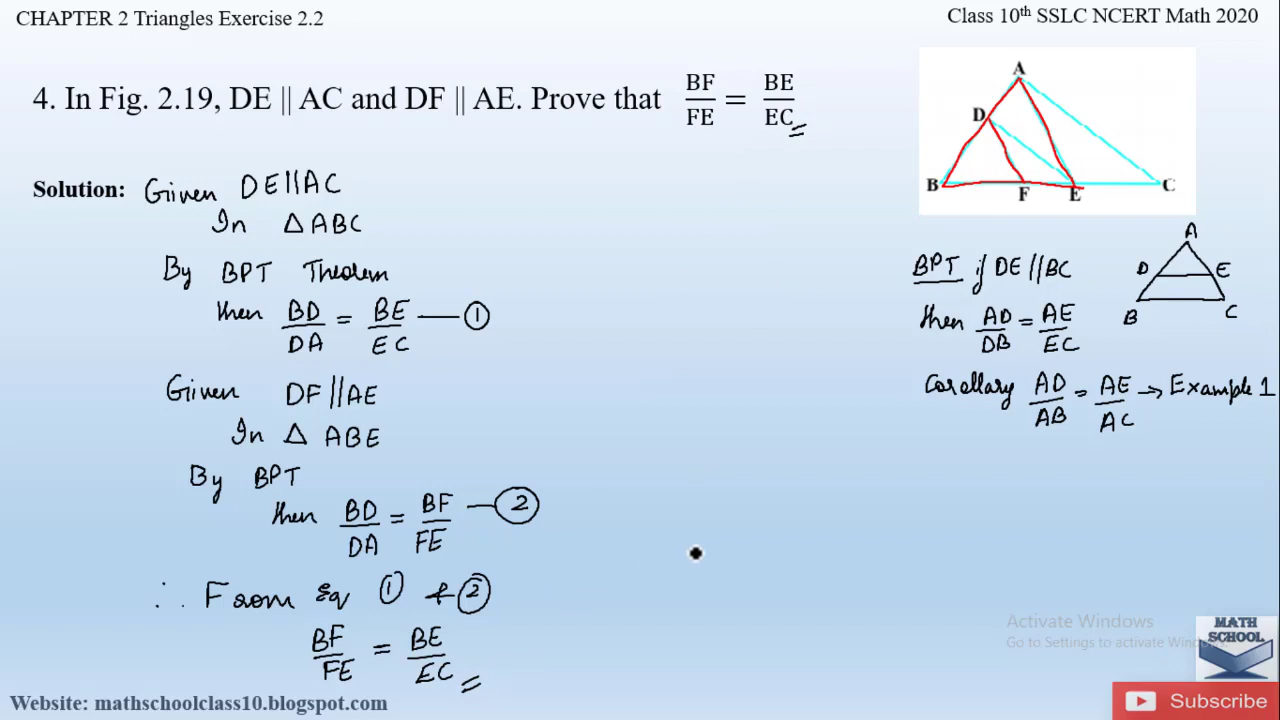 CHAPTER 2 Triangles Exercise 2.2
Class 10th SSLC NCERT Math 2020
4. In Fig. 2.19, DE || AC and DF || AE. Prove that BF/FE = BE/EC
Solution: Given DE || AC
In △ ABC
By BPT Theorem
then BD/DA = BE/EC — ①
Given DF || AE
In △ ABE
By BPT
then BD/DA = BF/FE — ②
∴ From Eq ① & ②
BF/FE = BE/EC
A
D
B
F
E
C
A
D
E
B
C
BPT if DE || BC
then AD/DB = AE/EC
Corollary AD/AB = AE/AC → Example 1
Activate Windows
Go to Settings to activate Windows.
MATH
SCHOOL
Website: mathschoolclass10.blogspot.com
Subscribe